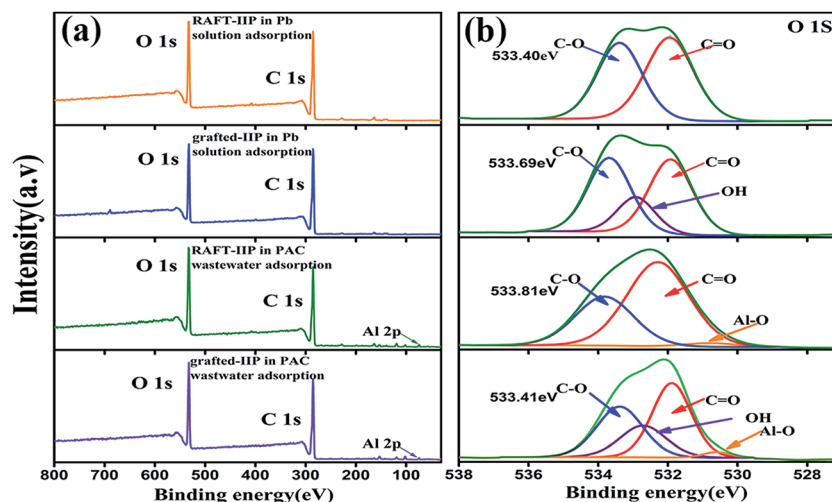 (a)
RAFT-IIP in Pb
solution adsorption
O 1s
C 1s
grafted-IIP in Pb
solution adsorption
O 1s
C 1s
RAFT-IIP in PAC
wastewater adsorption
O 1s
C 1s
Al 2p
grafted-IIP in PAC
wastwater adsorption
O 1s
C 1s
Al 2p
800 700 600 500 400 300 200 100
Binding energy(eV)
Intensity(a.v)
(b)
O 1S
C-O
533.40eV
C=O
533.69eV
C-O
C=O
OH
C-O
533.81eV
C=O
Al-O
C-O
533.41eV
C=O
OH
Al-O
538 536 534 532 530 528
Binding energy(eV)